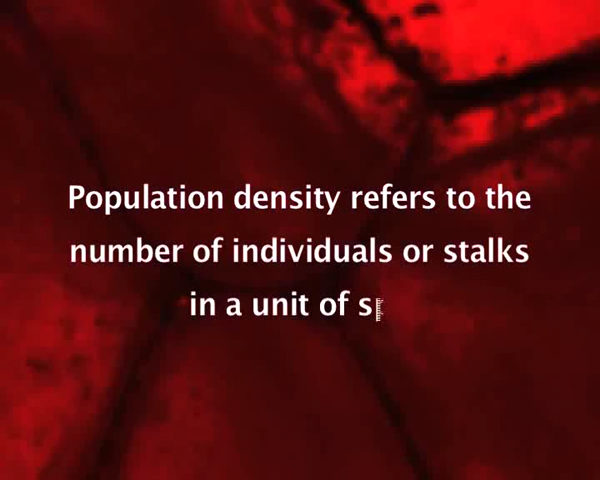 Population density refers to the
number of individuals or stalks
in a unit of s